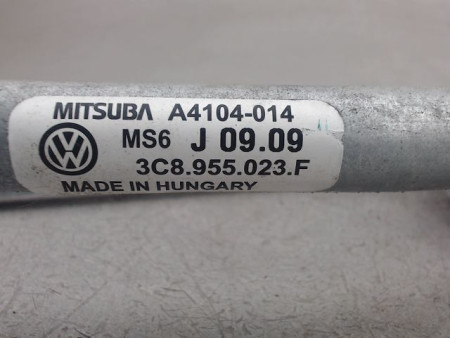 MITSUBA A4104-014
MS6 J 09.09
3C8.955.023.F
MADE IN HUNGARY